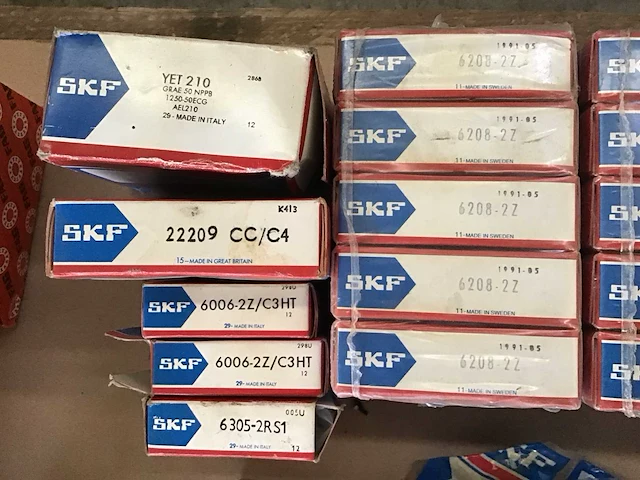 SKF
YET 210
2868
GRAE 50 NPPB
1250-50ECG
AEL210
29- MADE IN ITALY
12
K413
SKF
22209 CC/C4
15-MADE IN GREAT BRITAIN
298U
SKF
6006-2Z/C3HT
12
29-MADE IN ITALY
298U
SKF
6006-2Z/C3HT
12
29-MADE IN ITALY
005U
SKF
6305-2RS1
29-MADE IN ITALY
12
1991-05
SKF
6208-2Z
11-MADE IN SWEDEN
1991-05
SKF
6208-2Z
11-MADE IN SWEDEN
1991-05
SKF
6208-2Z
11-MADE IN SWEDEN
1991-05
SKF
6208-2Z
11-MADE IN SWEDEN
1991-05
SKF
6208-2Z
11-MADE IN SWEDEN
SKF